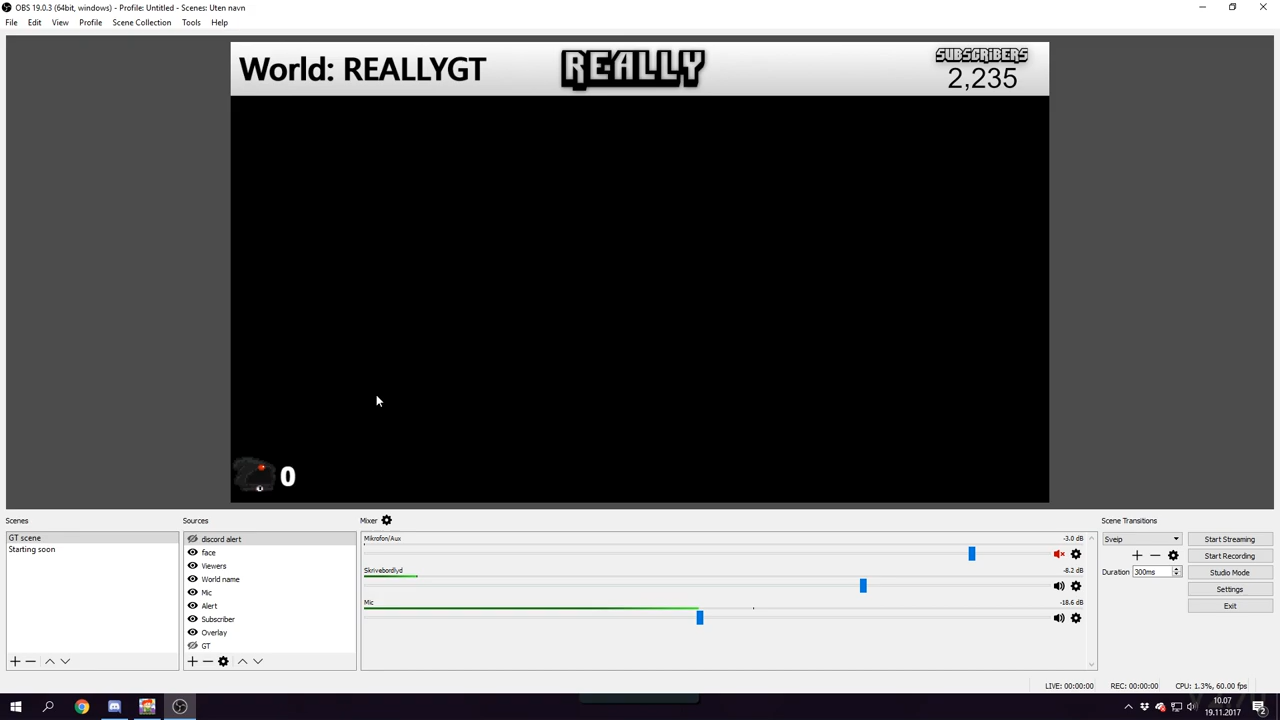 OBS 19.0.3 (64bit, windows) - Profile: Untitled - Scenes: Uten navn
File Edit View Profile Scene Collection Tools Help
World: REALLYGT
REALLY
SUBSCRIBERS
2,235
0
Scenes
GT scene
Starting soon
Sources
discord alert
face
Viewers
World name
Mic
Alert
Subscriber
Overlay
GT
Mixer
Mikrofon/Aux -3.0 dB
Skrivebordlyd -8.2 dB
Mic -18.6 dB
Scene Transitions
Sveip
Duration 300ms
Start Streaming
Start Recording
Studio Mode
Settings
Exit
LIVE: 00:00:00 REC: 00:00:00 CPU: 1.3%, 60.00 fps
10.07
19.11.2017
2